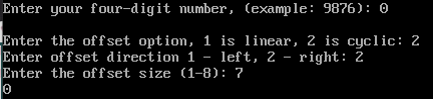 Enter your four-digit number, (example: 9876): 0
Enter the offset option, 1 is linear, 2 is cyclic: 2
Enter offset direction 1 - left, 2 - right: 2
Enter the offset size (1-8): 7
0